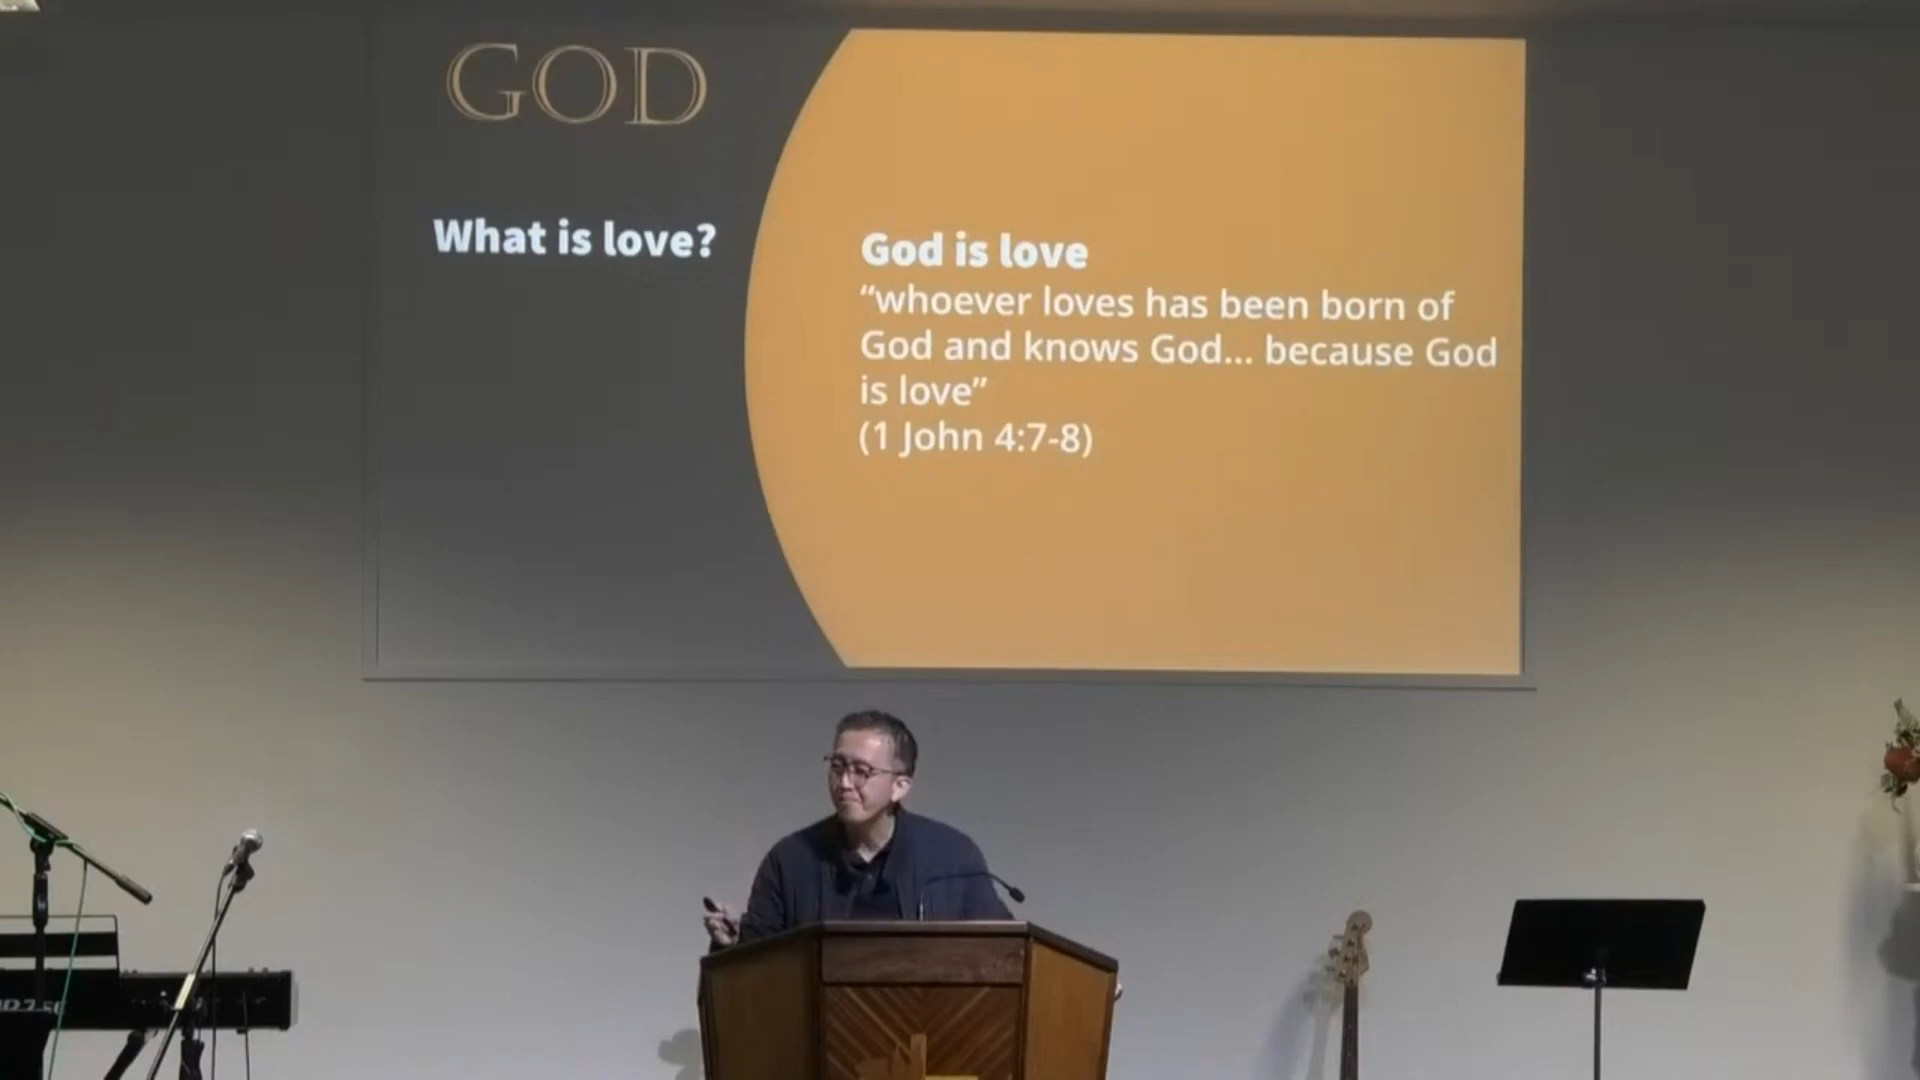 GOD
What is love?
God is love
“whoever loves has been born of
God and knows God... because God
is love”
(1 John 4:7-8)